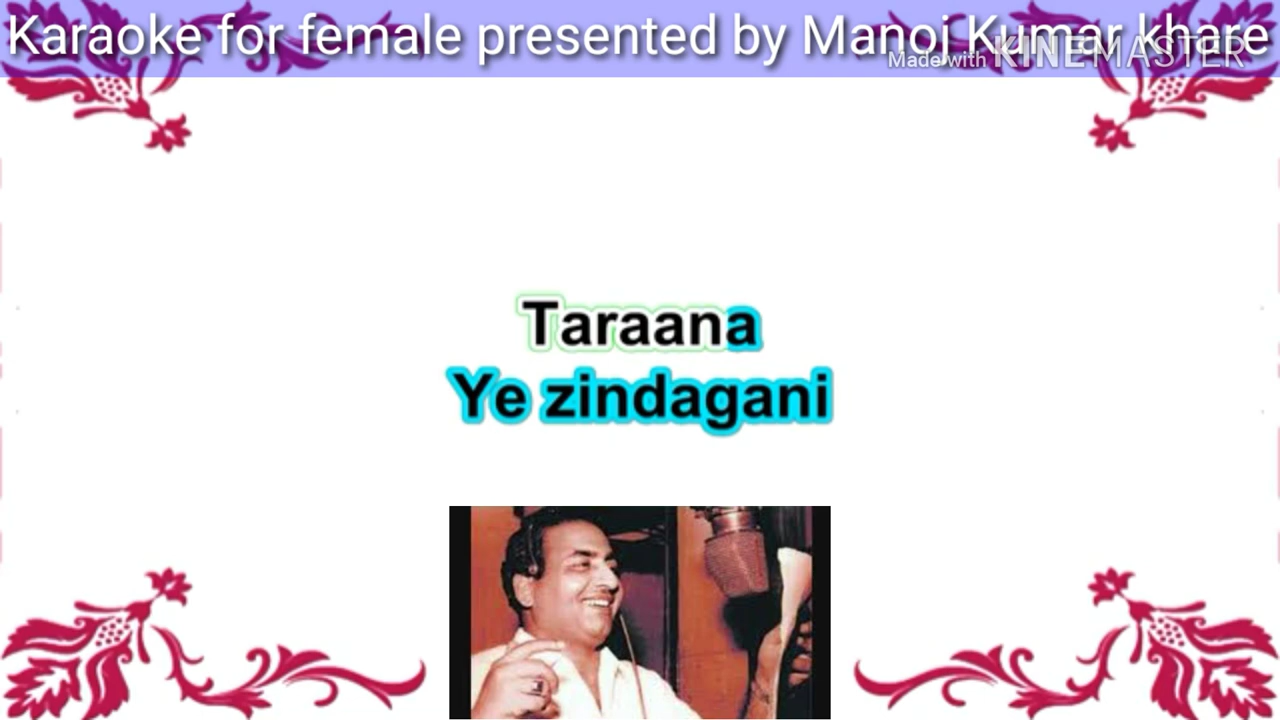 Karaoke for female presented by Manoj Kumar khare
Made with KINEMASTER
Taraana
Ye zindagani